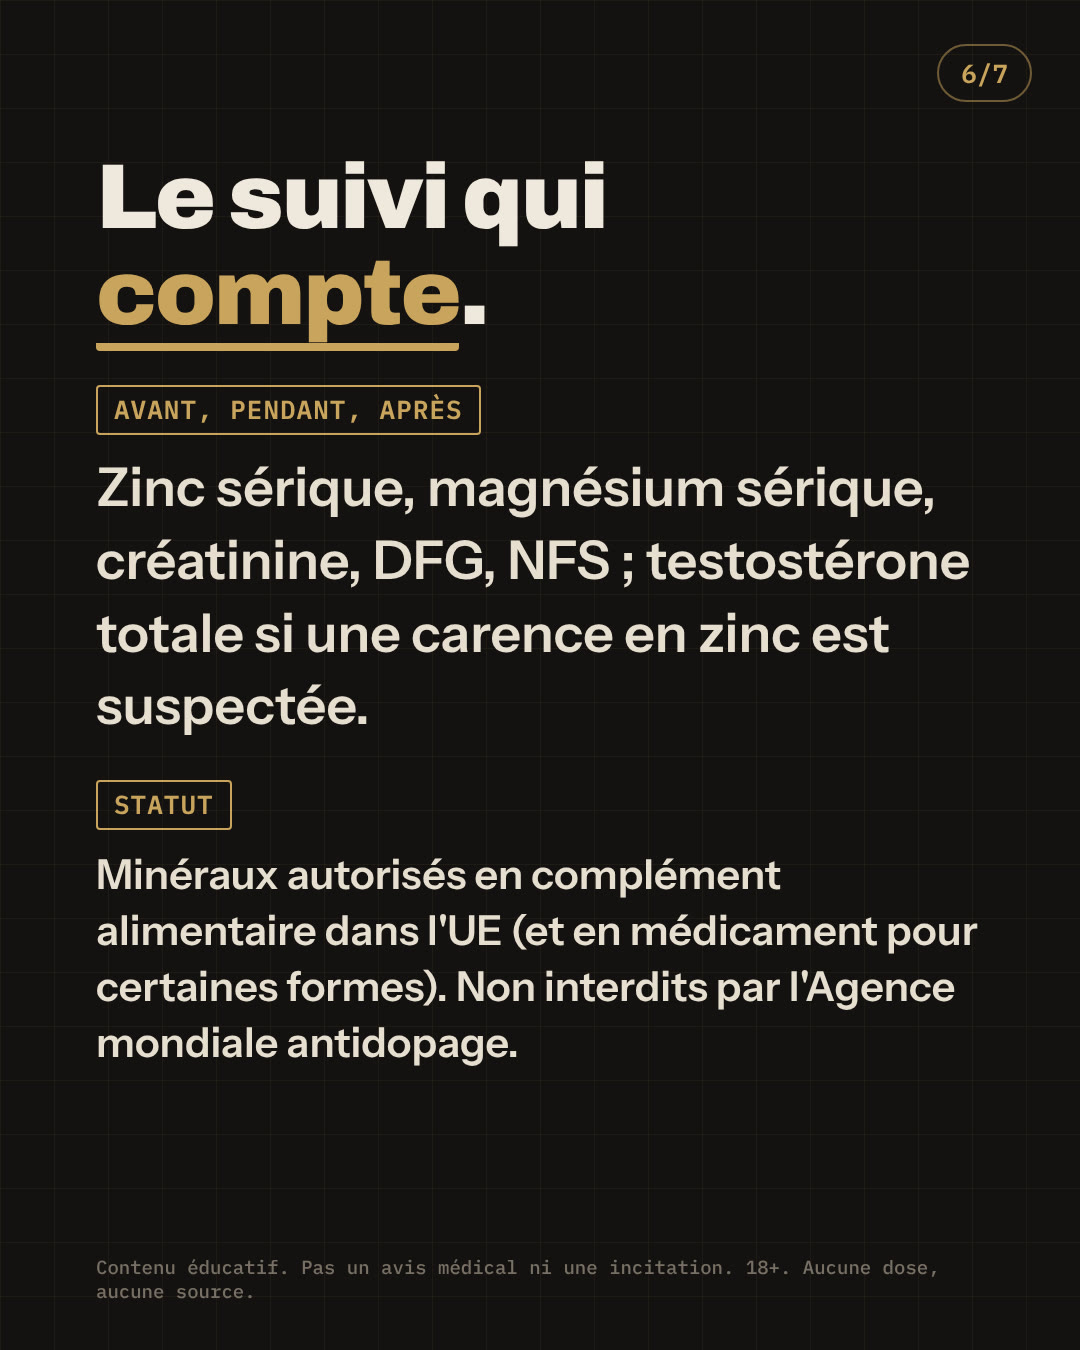 6/7
Le suivi qui
compte.
AVANT, PENDANT, APRÈS
Zinc sérique, magnésium sérique,
créatinine, DFG, NFS ; testostérone
totale si une carence en zinc est
suspectée.
STATUT
Minéraux autorisés en complément
alimentaire dans l'UE (et en médicament pour
certaines formes). Non interdits par l'Agence
mondiale antidopage.
Contenu éducatif. Pas un avis médical ni une incitation. 18+. Aucune dose,
aucune source.